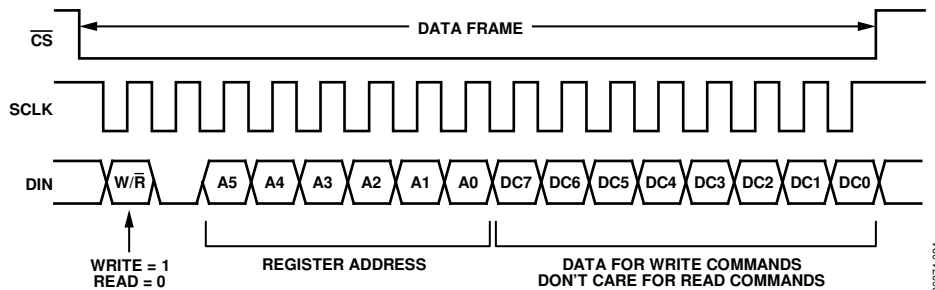 DATA FRAME
CS
SCLK
DIN
W/R
A5 A4 A3 A2 A1 A0 DC7 DC6 DC5 DC4 DC3 DC2 DC1 DC0
WRITE = 1
READ = 0
REGISTER ADDRESS
DATA FOR WRITE COMMANDS
DON'T CARE FOR READ COMMANDS